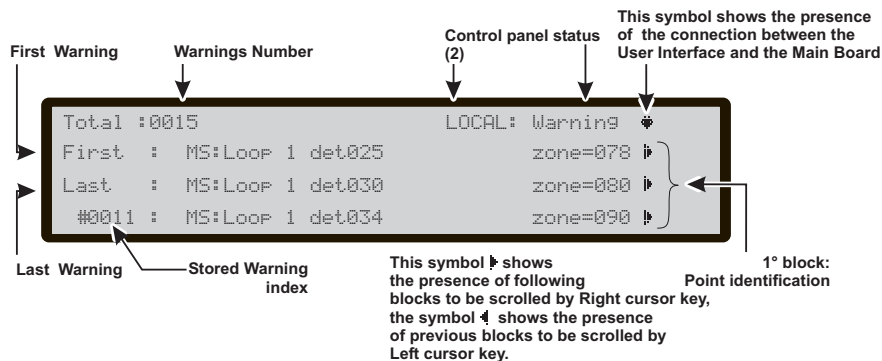 This symbol shows the presence
of the connection between the
User Interface and the Main Board
Control panel status
(2)
First Warning
Warnings Number
Total :0015 LOCAL: Warning
First : MS:Loop 1 det025 zone=078
Last : MS:Loop 1 det030 zone=080
#0011 : MS:Loop 1 det034 zone=090
Last Warning
Stored Warning
index
This symbol shows
the presence of following
blocks to be scrolled by Right cursor key,
the symbol shows the presence
of previous blocks to be scrolled by
Left cursor key.
1° block:
Point identification